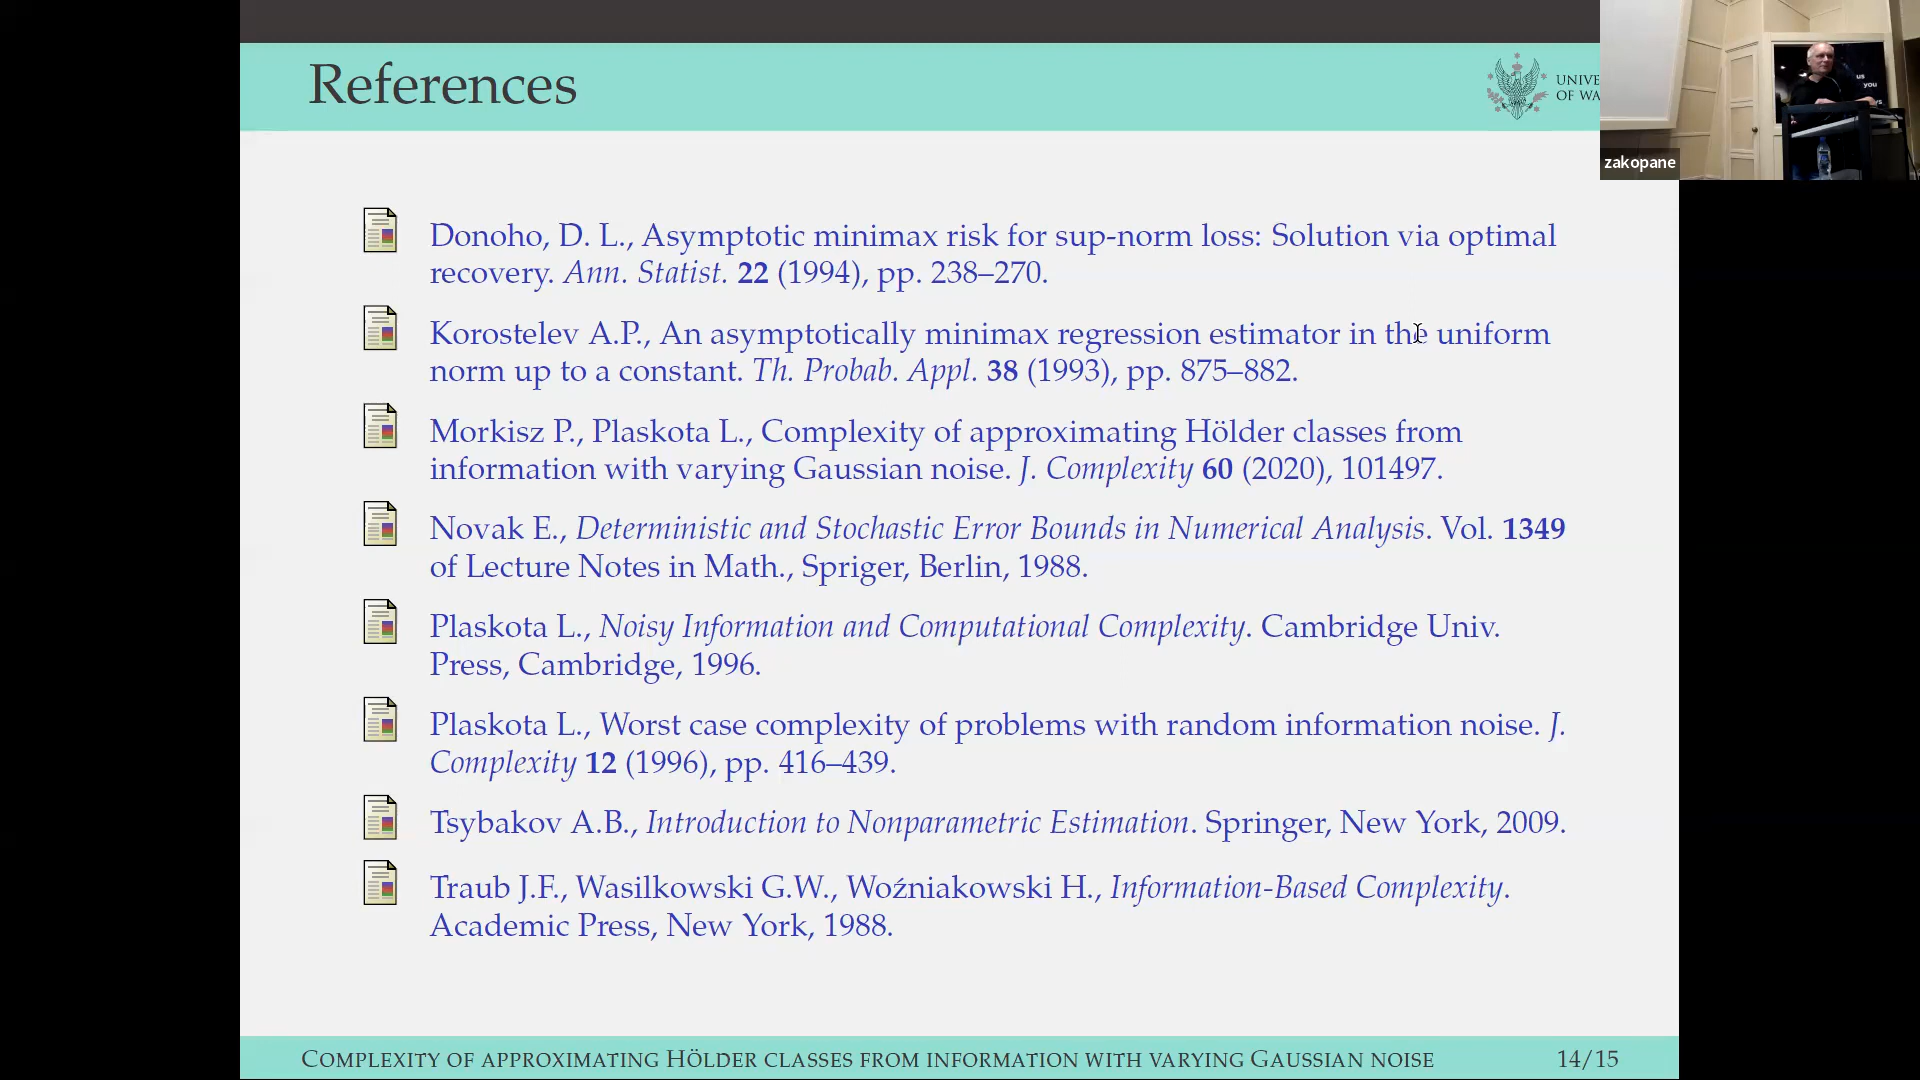 References
UNIVE
OF WA
us
you
zakopane
Donoho, D. L., Asymptotic minimax risk for sup-norm loss: Solution via optimal
recovery. Ann. Statist. 22 (1994), pp. 238–270.
Korostelev A.P., An asymptotically minimax regression estimator in the uniform
norm up to a constant. Th. Probab. Appl. 38 (1993), pp. 875–882.
Morkisz P., Plaskota L., Complexity of approximating Hölder classes from
information with varying Gaussian noise. J. Complexity 60 (2020), 101497.
Novak E., Deterministic and Stochastic Error Bounds in Numerical Analysis. Vol. 1349
of Lecture Notes in Math., Spriger, Berlin, 1988.
Plaskota L., Noisy Information and Computational Complexity. Cambridge Univ.
Press, Cambridge, 1996.
Plaskota L., Worst case complexity of problems with random information noise. J.
Complexity 12 (1996), pp. 416–439.
Tsybakov A.B., Introduction to Nonparametric Estimation. Springer, New York, 2009.
Traub J.F., Wasilkowski G.W., Woźniakowski H., Information-Based Complexity.
Academic Press, New York, 1988.
COMPLEXITY OF APPROXIMATING HÖLDER CLASSES FROM INFORMATION WITH VARYING GAUSSIAN NOISE 14/15